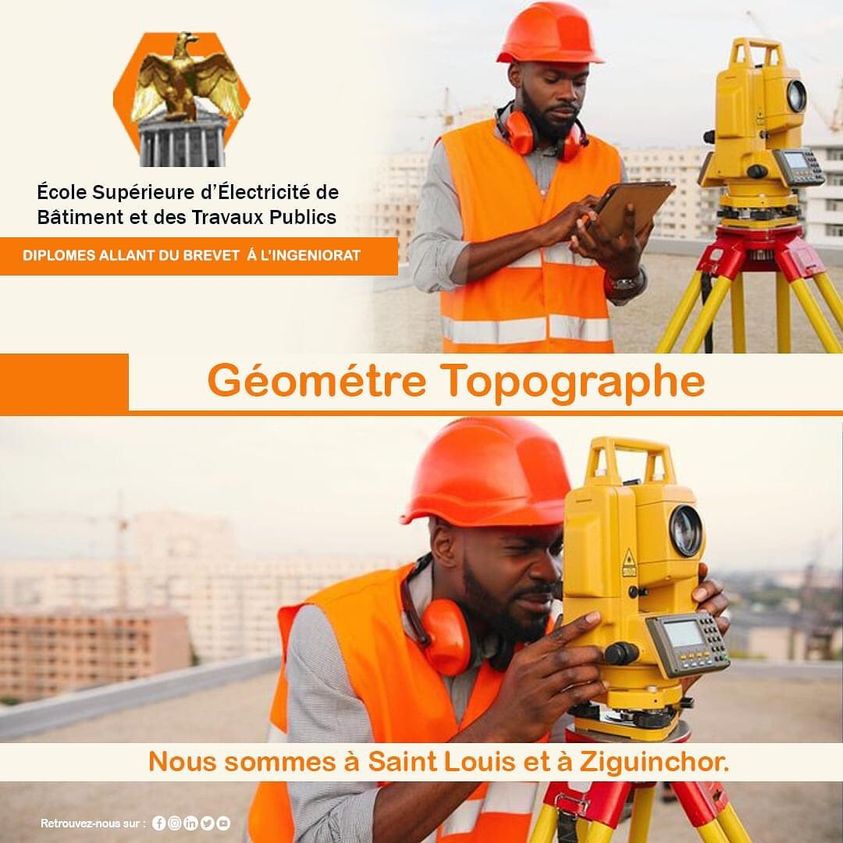 École Supérieure d'Électricité de
Bâtiment et des Travaux Publics
DIPLOMES ALLANT DU BREVET Á L'INGENIORAT
Géométre Topographe
Nous sommes à Saint Louis et à Ziguinchor.
Retrouvez-nous sur :